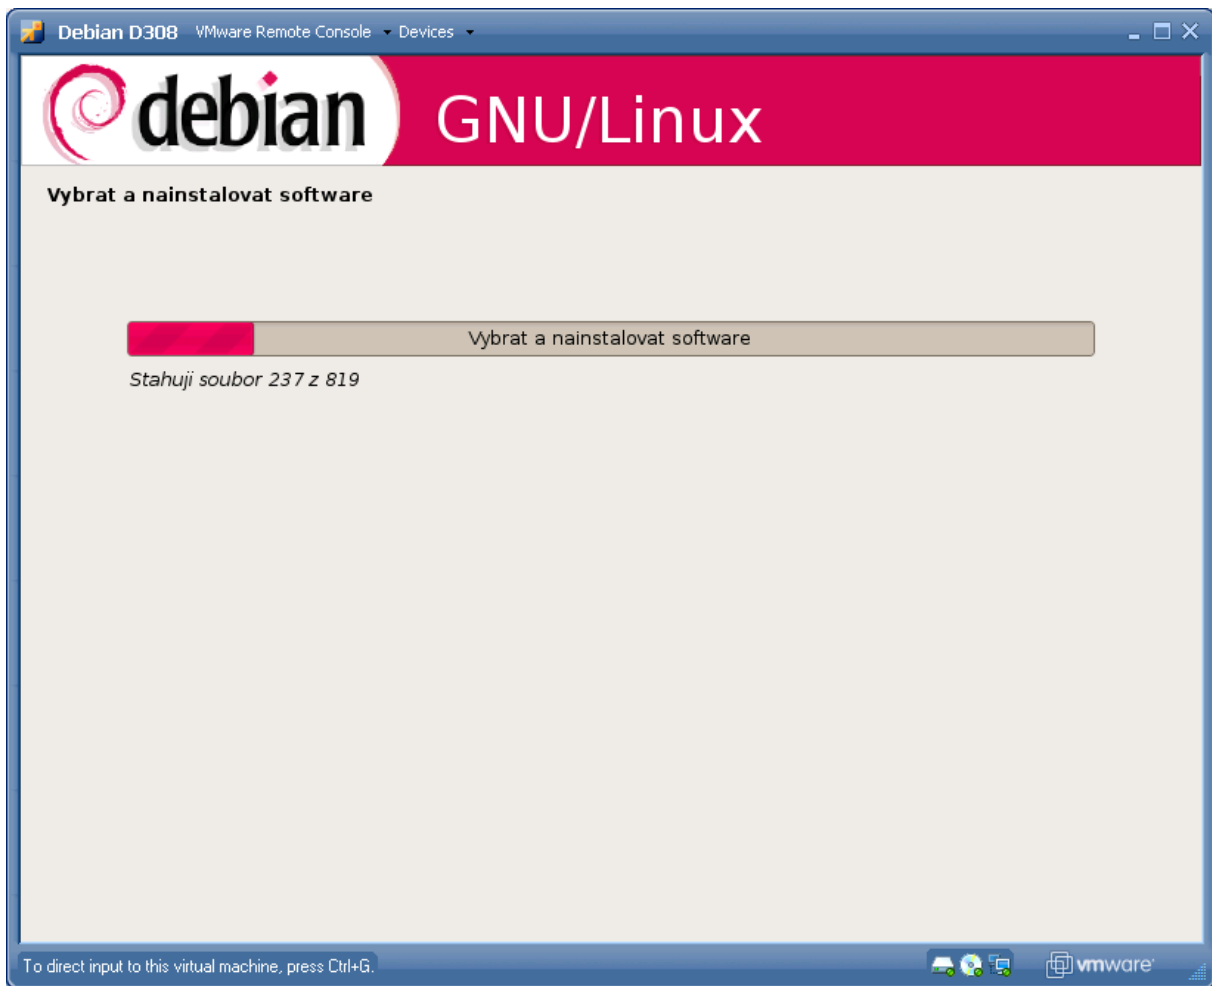 Debian D308 VMware Remote Console Devices
debian GNU/Linux
Vybrat a nainstalovat software
Vybrat a nainstalovat software
Stahuji soubor 237 z 819
To direct input to this virtual machine, press Ctrl+G.
vmware